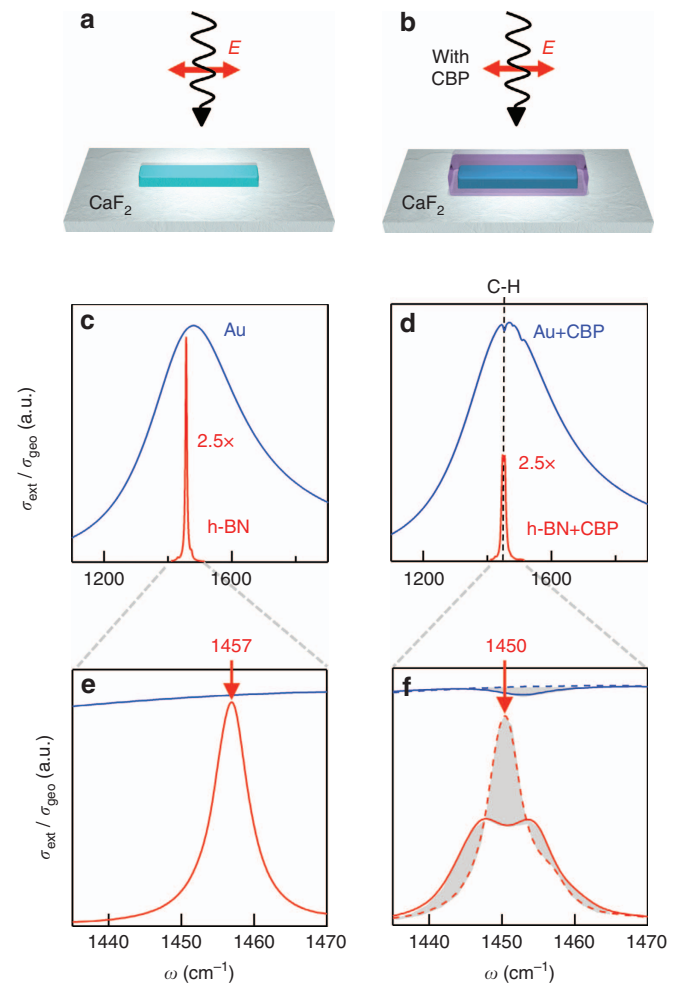 a
E
CaF₂
b
With
CBP
E
CaF₂
c
Au
2.5×
h-BN
1200
1600
C-H
d
Au+CBP
2.5×
h-BN+CBP
1200
1600
σext / σgeo (a.u.)
1457
e
1440
1450
1460
1470
ω (cm⁻¹)
1450
f
1440
1450
1460
1470
ω (cm⁻¹)
σext / σgeo (a.u.)